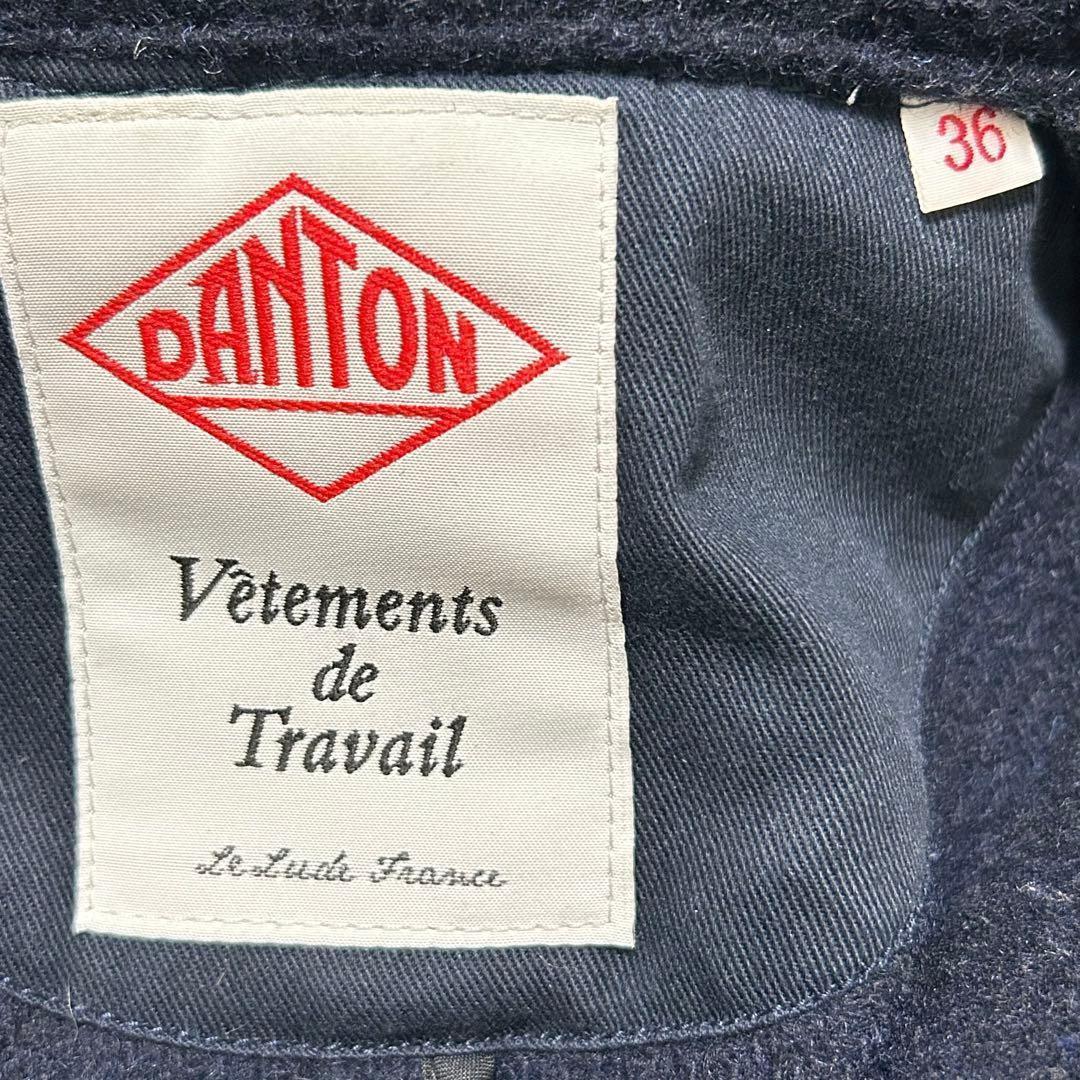 DANTON
36
Vêtements
de
Travail
Le Lude France